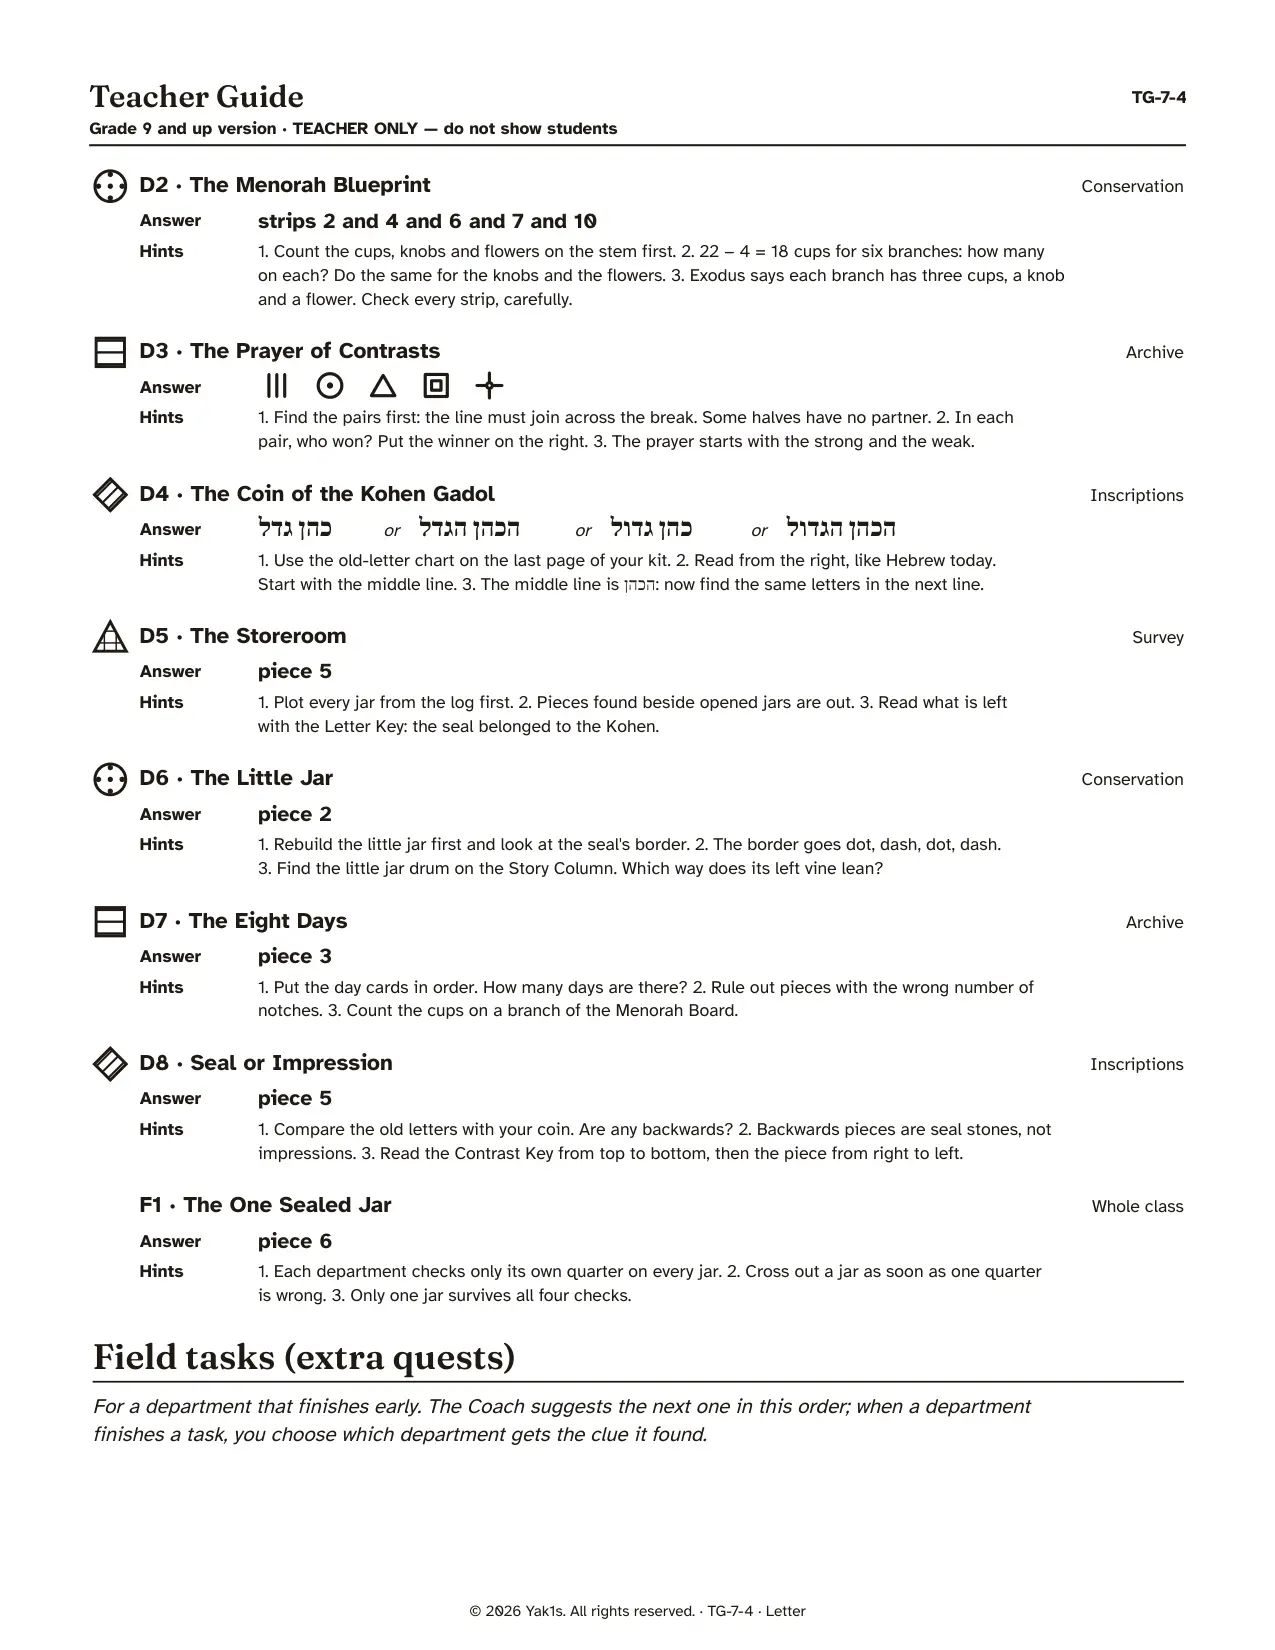 Teacher Guide
TG-7-4
Grade 9 and up version · TEACHER ONLY — do not show students
D2 · The Menorah Blueprint
Conservation
Answer strips 2 and 4 and 6 and 7 and 10
Hints 1. Count the cups, knobs and flowers on the stem first. 2. 22 – 4 = 18 cups for six branches: how many
on each? Do the same for the knobs and the flowers. 3. Exodus says each branch has three cups, a knob
and a flower. Check every strip, carefully.
D3 · The Prayer of Contrasts
Archive
Answer
Hints 1. Find the pairs first: the line must join across the break. Some halves have no partner. 2. In each
pair, who won? Put the winner on the right. 3. The prayer starts with the strong and the weak.
D4 · The Coin of the Kohen Gadol
Inscriptions
Answer כהן גדל or הכהן הגדל or כהן גדול or הכהן הגדול
Hints 1. Use the old-letter chart on the last page of your kit. 2. Read from the right, like Hebrew today.
Start with the middle line. 3. The middle line is הכהן: now find the same letters in the next line.
D5 · The Storeroom
Survey
Answer piece 5
Hints 1. Plot every jar from the log first. 2. Pieces found beside opened jars are out. 3. Read what is left
with the Letter Key: the seal belonged to the Kohen.
D6 · The Little Jar
Conservation
Answer piece 2
Hints 1. Rebuild the little jar first and look at the seal's border. 2. The border goes dot, dash, dot, dash.
3. Find the little jar drum on the Story Column. Which way does its left vine lean?
D7 · The Eight Days
Archive
Answer piece 3
Hints 1. Put the day cards in order. How many days are there? 2. Rule out pieces with the wrong number of
notches. 3. Count the cups on a branch of the Menorah Board.
D8 · Seal or Impression
Inscriptions
Answer piece 5
Hints 1. Compare the old letters with your coin. Are any backwards? 2. Backwards pieces are seal stones, not
impressions. 3. Read the Contrast Key from top to bottom, then the piece from right to left.
F1 · The One Sealed Jar
Whole class
Answer piece 6
Hints 1. Each department checks only its own quarter on every jar. 2. Cross out a jar as soon as one quarter
is wrong. 3. Only one jar survives all four checks.
Field tasks (extra quests)
For a department that finishes early. The Coach suggests the next one in this order; when a department
finishes a task, you choose which department gets the clue it found.
© 2026 Yak1s. All rights reserved. · TG-7-4 · Letter